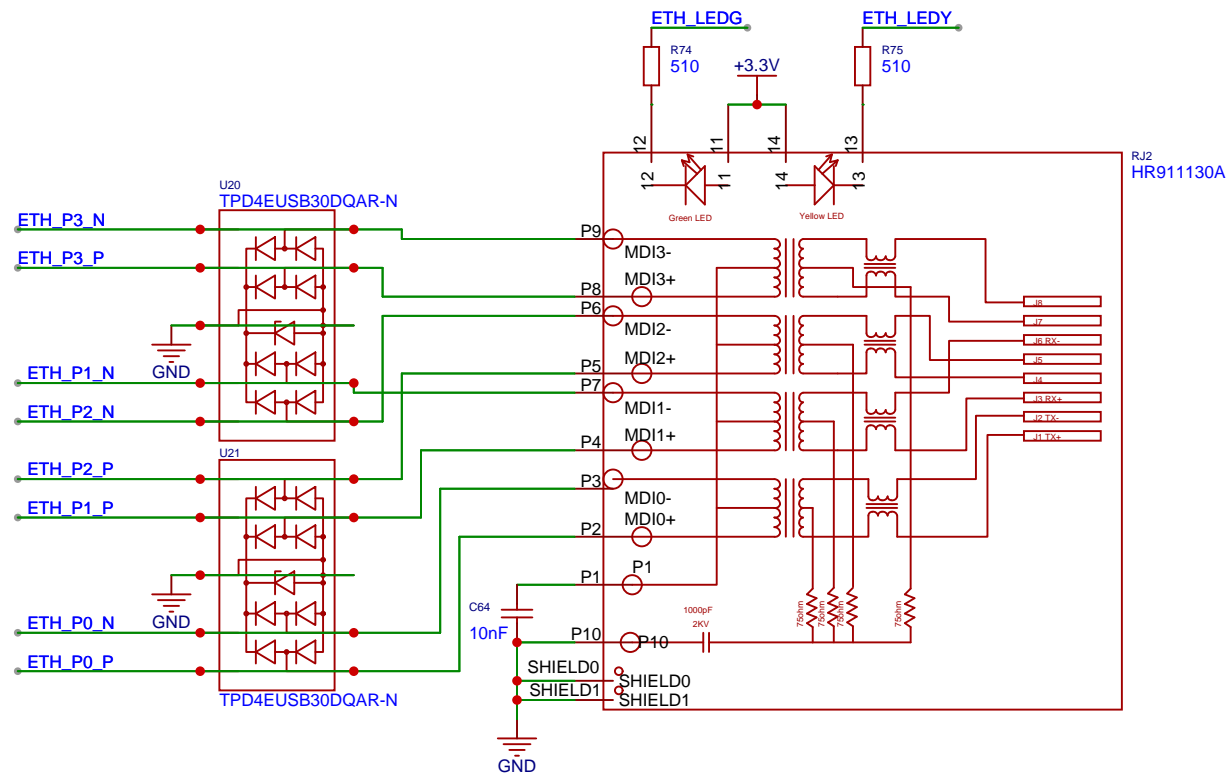 ETH_LEDG
ETH_LEDY
R74
510
+3.3V
R75
510
12
11
14
13
12
11
14
13
Green LED
Yellow LED
RJ2
HR911130A
U20
TPD4EUSB30DQAR-N
ETH_P3_N
ETH_P3_P
GND
ETH_P1_N
ETH_P2_N
P9
MDI3-
MDI3+
P8
P6
MDI2-
MDI2+
P5
P7
MDI1-
MDI1+
P4
P3
MDI0-
MDI0+
P2
P1
P1
J8
J7
J6 RX-
J5
J4
J3 RX+
J2 TX-
J1 TX+
U21
ETH_P2_P
ETH_P1_P
GND
ETH_P0_N
ETH_P0_P
TPD4EUSB30DQAR-N
C64
10nF
1000pF
2KV
75ohm
75ohm
75ohm
75ohm
P10
P10
SHIELD0
SHIELD0
SHIELD1
SHIELD1
GND